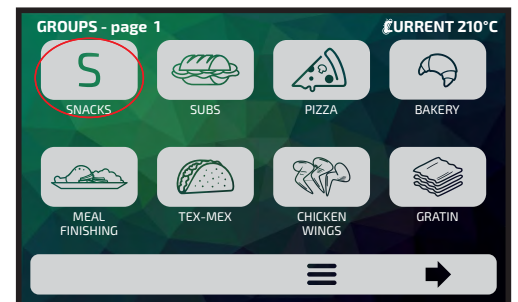 GROUPS - page 1
CURRENT 210°C
S
SNACKS
SUBS
PIZZA
BAKERY
MEAL
FINISHING
TEX-MEX
CHICKEN
WINGS
GRATIN